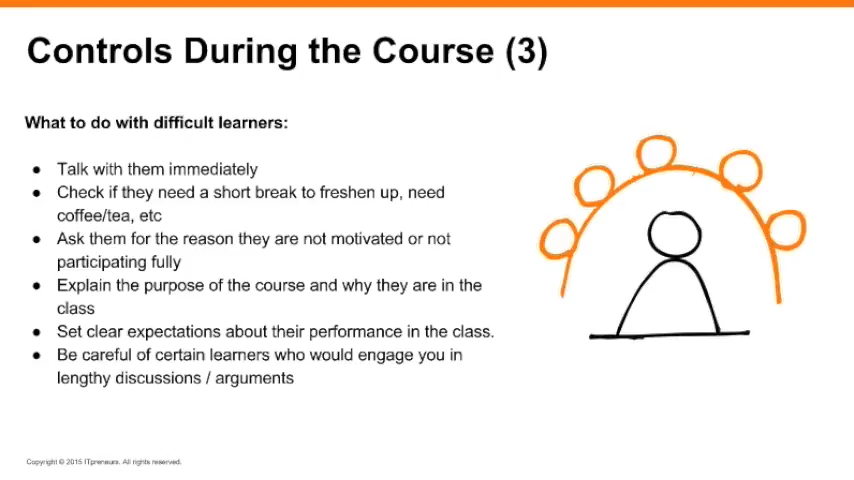 Controls During the Course (3)
What to do with difficult learners:
● Talk with them immediately
● Check if they need a short break to freshen up, need
coffee/tea, etc
● Ask them for the reason they are not motivated or not
participating fully
● Explain the purpose of the course and why they are in the
class
● Set clear expectations about their performance in the class.
● Be careful of certain learners who would engage you in
lengthy discussions / arguments
Copyright © 2015 ITpreneurs. All rights reserved.